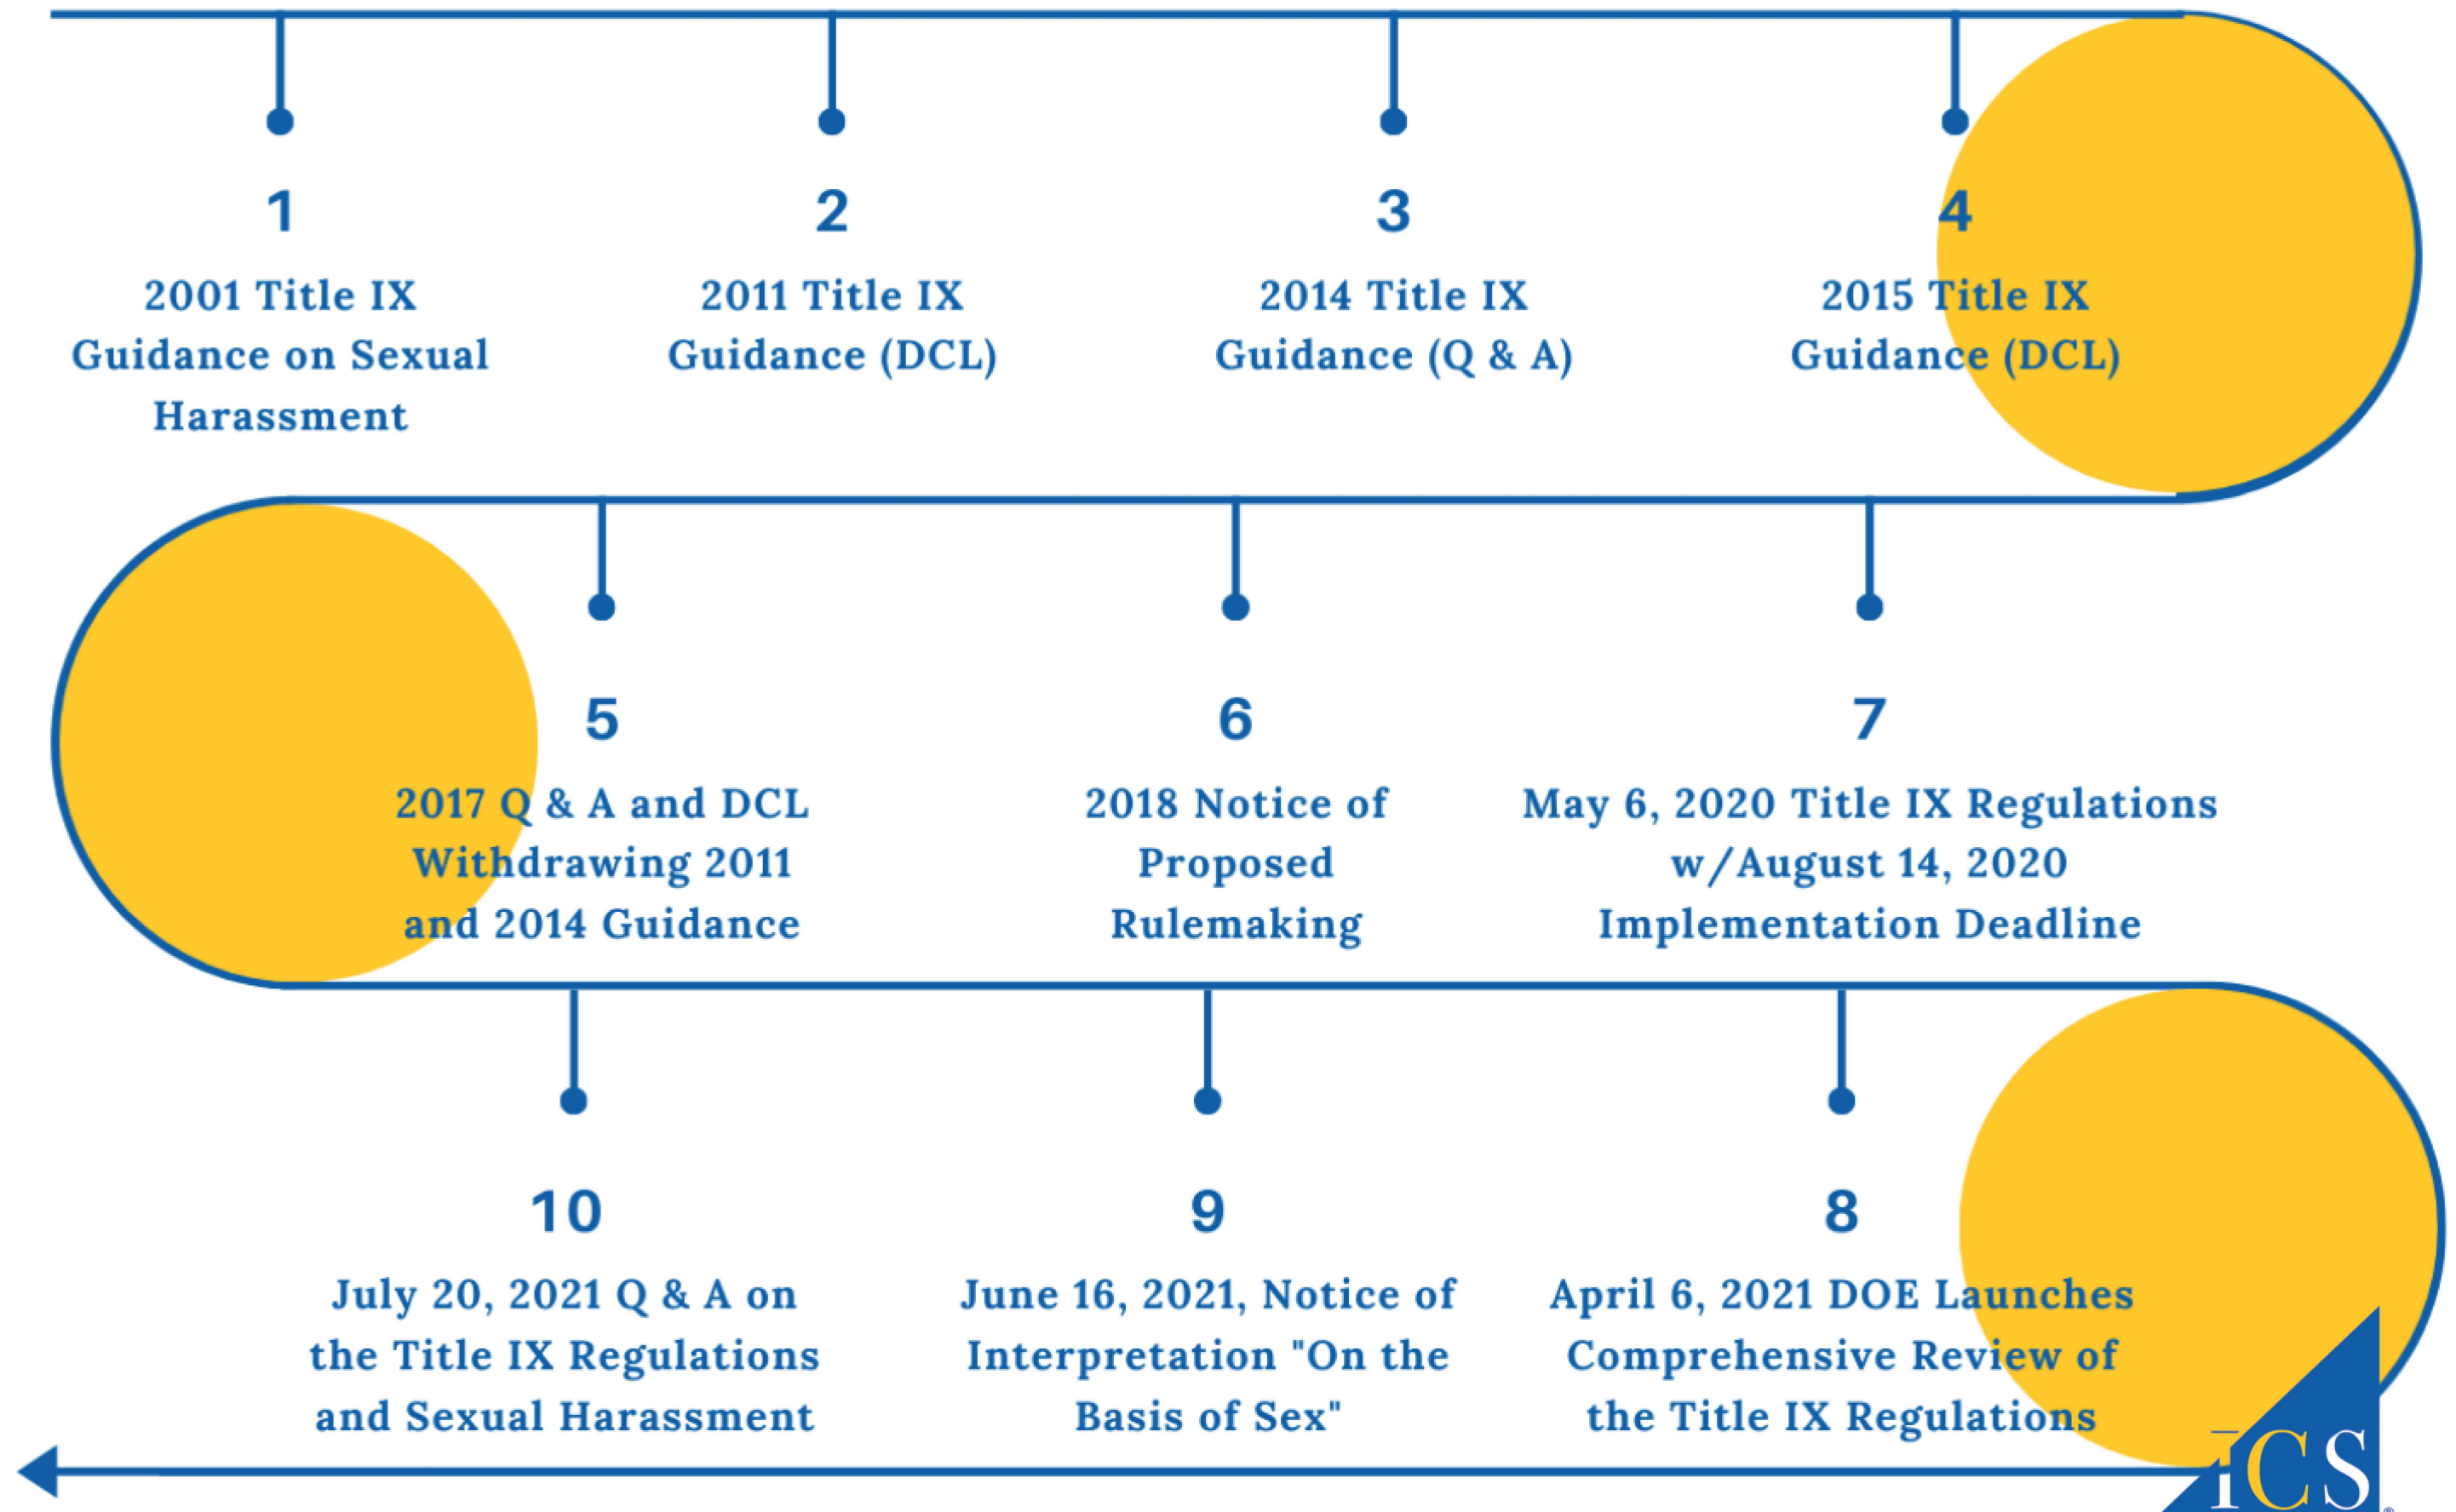 1
2001 Title IX
Guidance on Sexual
Harassment
2
2011 Title IX
Guidance (DCL)
3
2014 Title IX
Guidance (Q & A)
4
2015 Title IX
Guidance (DCL)
5
2017 Q & A and DCL
Withdrawing 2011
and 2014 Guidance
6
2018 Notice of
Proposed
Rulemaking
7
May 6, 2020 Title IX Regulations
w/August 14, 2020
Implementation Deadline
10
July 20, 2021 Q & A on
the Title IX Regulations
and Sexual Harassment
9
June 16, 2021, Notice of
Interpretation "On the
Basis of Sex"
8
April 6, 2021 DOE Launches
Comprehensive Review of
the Title IX Regulations
ICS®